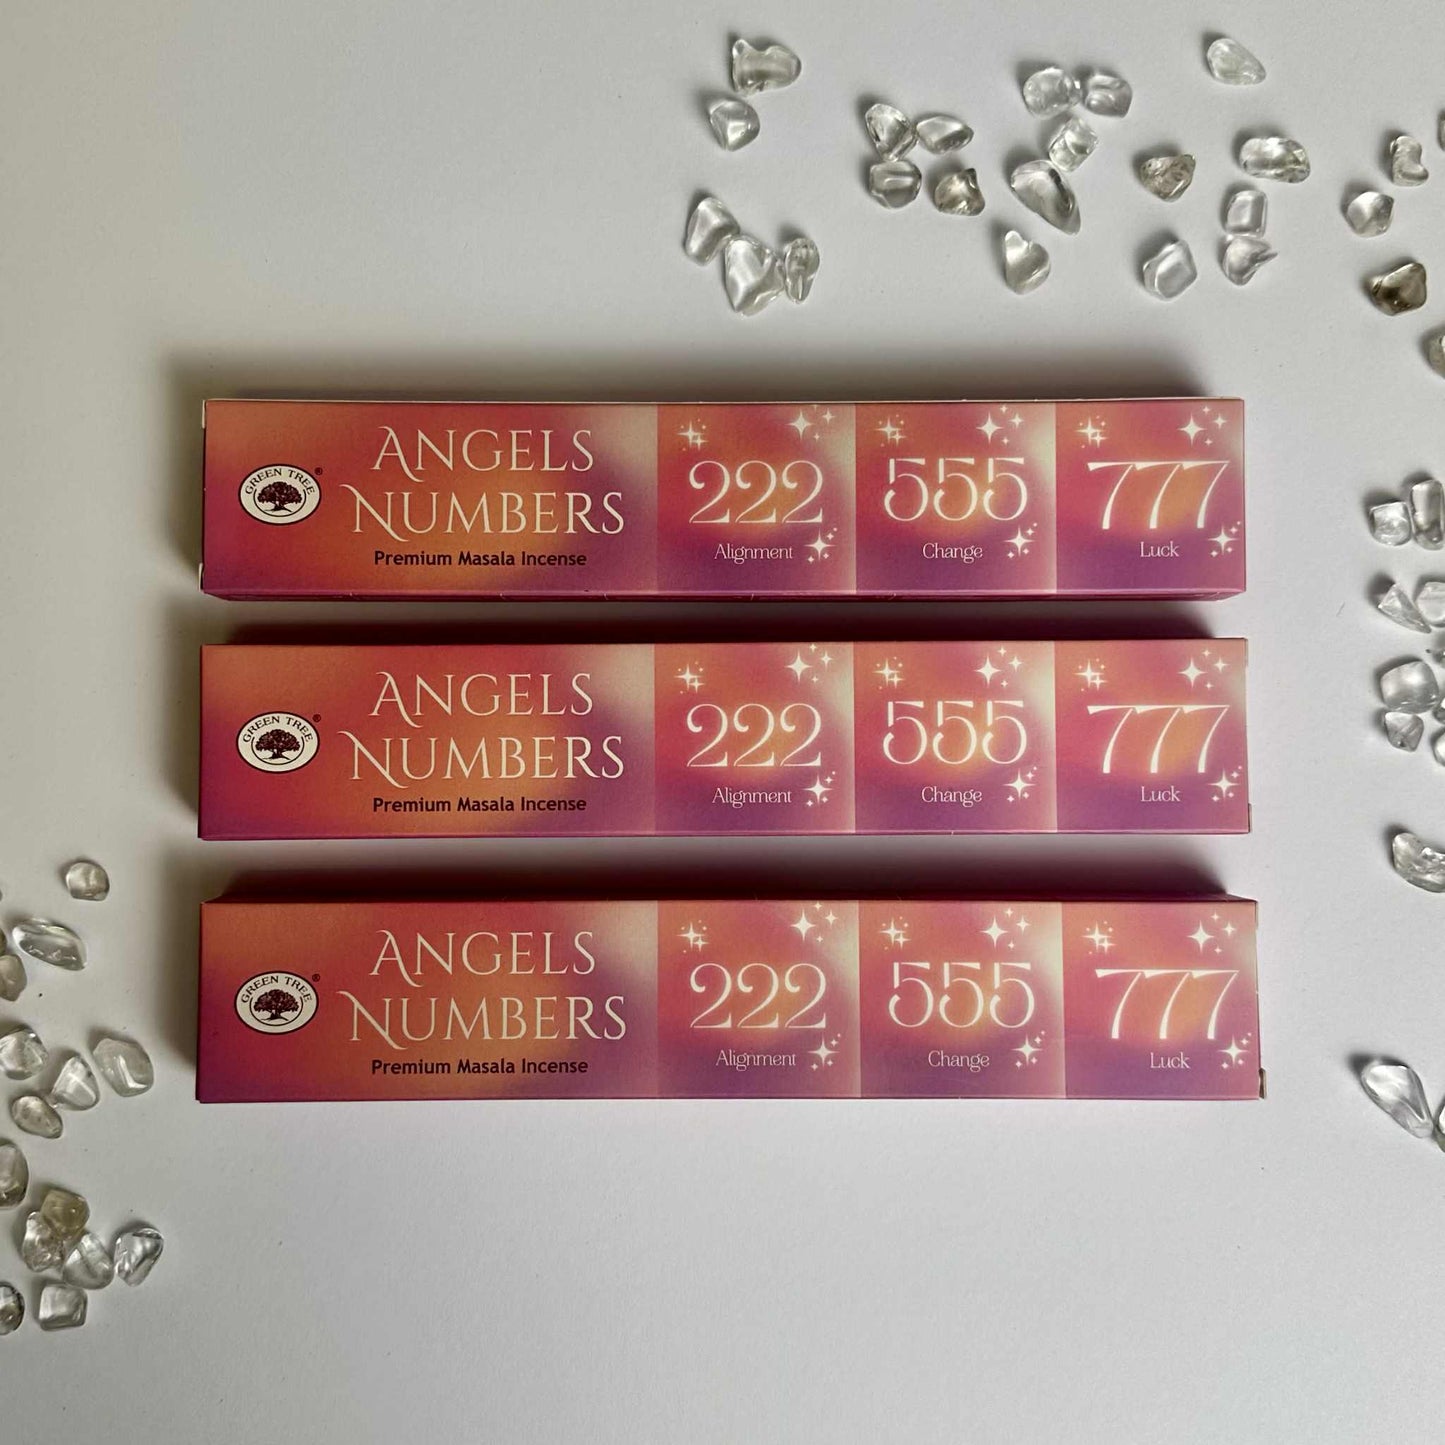 GREEN TREE
®
ANGELS
NUMBERS
Premium Masala Incense
222
Alignment
555
Change
777
Luck
GREEN TREE
®
ANGELS
NUMBERS
Premium Masala Incense
222
Alignment
555
Change
777
Luck
GREEN TREE
®
ANGELS
NUMBERS
Premium Masala Incense
222
Alignment
555
Change
777
Luck